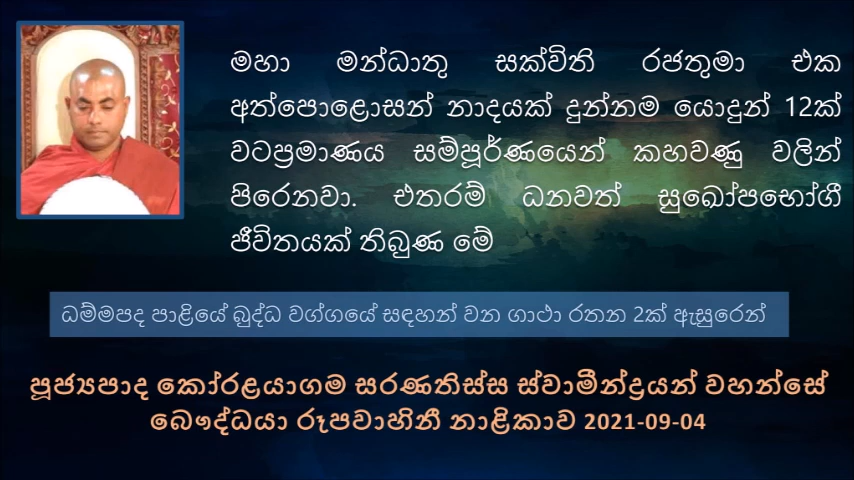 මහා මන්ධාතු සක්විති රජතුමා එක
අත්පොළොසන් නාදයක් දුන්නම යොදුන් 12ක්
වටප්‍රමාණය සම්පූර්ණයෙන් කහවණු වලින්
පිරෙනවා. එතරම් ධනවත් සුඛෝපභෝගී
ජීවිතයක් තිබුණ මේ
ධම්මපද පාළියේ බුද්ධ වග්ගයේ සඳහන් වන ගාථා රතන 2ක් ඇසුරෙන්
පූජ්‍යපාද කෝරළයාගම සරණතිස්ස ස්වාමීන්ද්‍රයන් වහන්සේ
බෞද්ධයා රූපවාහිනී නාළිකාව 2021-09-04